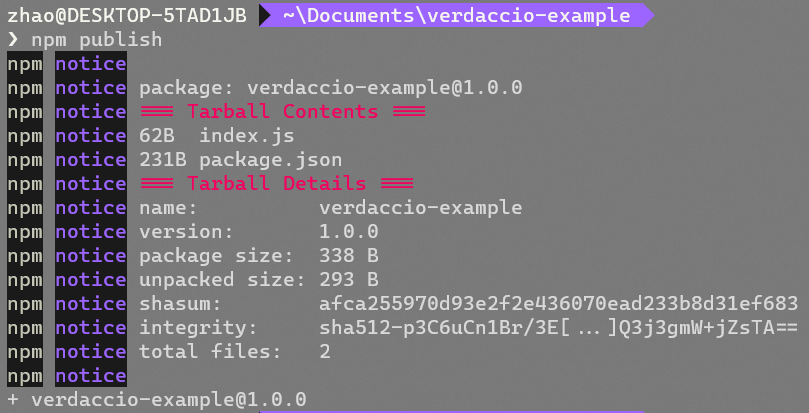 zhao@DESKTOP-5TAD1JB ~\Documents\verdaccio-example
❯ npm publish
npm notice
npm notice package: verdaccio-example@1.0.0
npm notice === Tarball Contents ===
npm notice 62B  index.js
npm notice 231B package.json
npm notice === Tarball Details ===
npm notice name:          verdaccio-example
npm notice version:       1.0.0
npm notice package size:  338 B
npm notice unpacked size: 293 B
npm notice shasum:        afca255970d93e2f2e436070ead233b8d31ef683
npm notice integrity:     sha512-p3C6uCn1Br/3E[...]Q3j3gmW+jZsTA==
npm notice total files:   2
npm notice
+ verdaccio-example@1.0.0